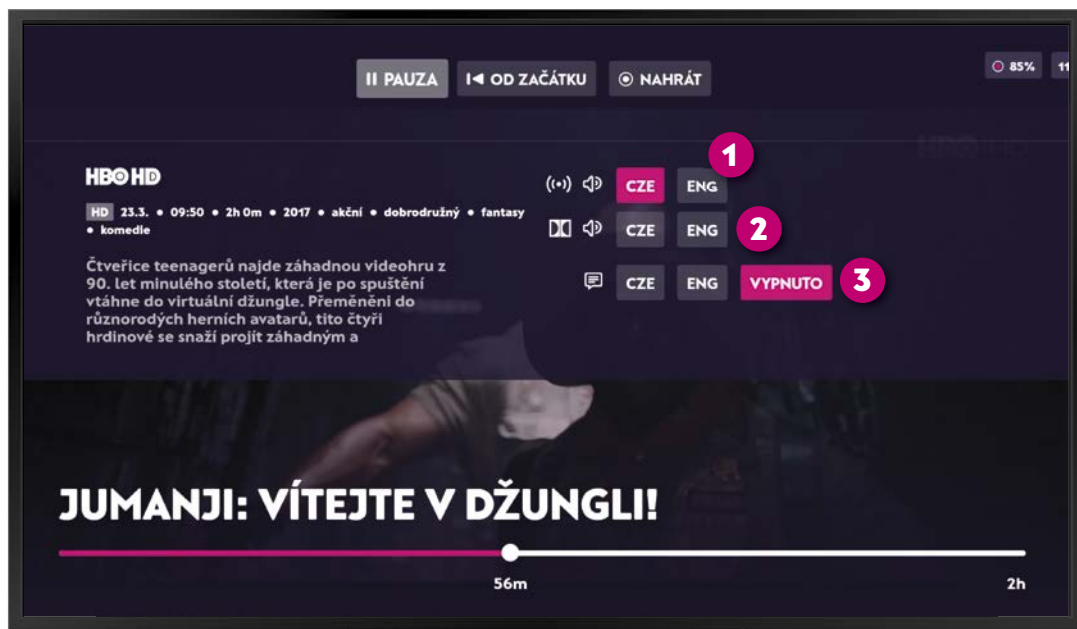 PAUZA
OD ZAČÁTKU
NAHRÁT
85%
11
HBO HD
1
CZE
ENG
HD 23.3. • 09:50 • 2h 0m • 2017 • akční • dobrodružný • fantasy
• komedie
CZE
ENG
2
CZE
ENG
VYPNUTO
3
Čtveřice teenagerů najde záhadnou videohru z
90. let minulého století, která je po spuštění
vtáhne do virtuální džungle. Přeměněni do
různorodých herních avatarů, tito čtyři
hrdinové se snaží projít záhadným a
HBO HD
JUMANJI: VÍTEJTE V DŽUNGLI!
56m
2h